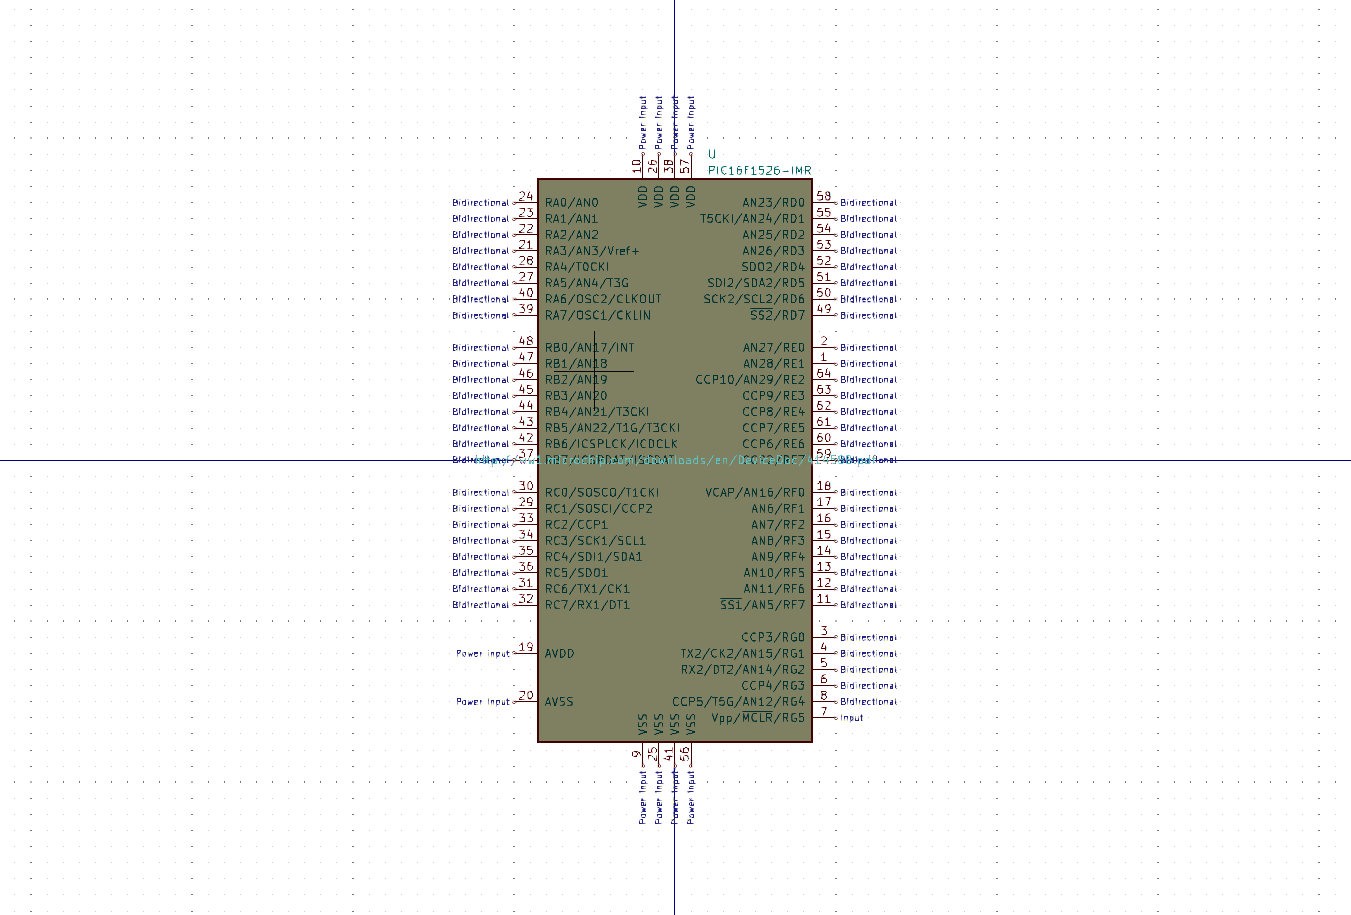 Power Input Power Input Power Input Power Input
10 26 38 57
U
PIC16F1526-IMR
VDD VDD VDD VDD
Bidirectional 24 RA0/AN0 AN23/RD0 58 Bidirectional
Bidirectional 23 RA1/AN1 T5CKI/AN24/RD1 55 Bidirectional
Bidirectional 22 RA2/AN2 AN25/RD2 54 Bidirectional
Bidirectional 21 RA3/AN3/Vref+ AN26/RD3 53 Bidirectional
Bidirectional 28 RA4/T0CKI SDO2/RD4 52 Bidirectional
Bidirectional 27 RA5/AN4/T3G SDI2/SDA2/RD5 51 Bidirectional
Bidirectional 40 RA6/OSC2/CLKOUT SCK2/SCL2/RD6 50 Bidirectional
Bidirectional 39 RA7/OSC1/CKLIN SS2/RD7 49 Bidirectional
Bidirectional 48 RB0/AN17/INT AN27/RE0 2 Bidirectional
Bidirectional 47 RB1/AN18 AN28/RE1 1 Bidirectional
Bidirectional 46 RB2/AN19 CCP10/AN29/RE2 64 Bidirectional
Bidirectional 45 RB3/AN20 CCP9/RE3 63 Bidirectional
Bidirectional 44 RB4/AN21/T3CKI CCP8/RE4 62 Bidirectional
Bidirectional 43 RB5/AN22/T1G/T3CKI CCP7/RE5 61 Bidirectional
Bidirectional 42 RB6/ICSPLCK/ICDCLK CCP6/RE6 60 Bidirectional
37 59
Bidirectional 30 RC0/SOSCO/T1CKI VCAP/AN16/RF0 18 Bidirectional
Bidirectional 29 RC1/SOSCI/CCP2 AN6/RF1 17 Bidirectional
Bidirectional 33 RC2/CCP1 AN7/RF2 16 Bidirectional
Bidirectional 34 RC3/SCK1/SCL1 AN8/RF3 15 Bidirectional
Bidirectional 35 RC4/SDI1/SDA1 AN9/RF4 14 Bidirectional
Bidirectional 36 RC5/SDO1 AN10/RF5 13 Bidirectional
Bidirectional 31 RC6/TX1/CK1 AN11/RF6 12 Bidirectional
Bidirectional 32 RC7/RX1/DT1 SS1/AN5/RF7 11 Bidirectional
CCP3/RG0 3 Bidirectional
Power Input 19 AVDD TX2/CK2/AN15/RG1 4 Bidirectional
RX2/DT2/AN14/RG2 5 Bidirectional
CCP4/RG3 6 Bidirectional
Power Input 20 AVSS CCP5/T5G/AN12/RG4 8 Bidirectional
Vpp/MCLR/RG5 7 Input
VSS VSS VSS VSS
9 25 41 56
Power Input Power Input Power Input Power Input